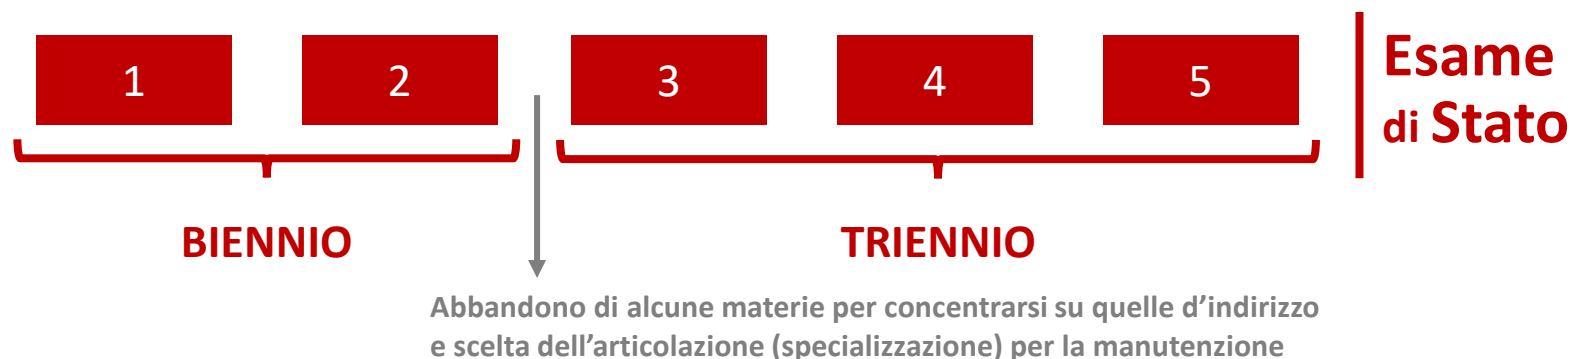 1 2 3 4 5
Esame
di Stato
BIENNIO TRIENNIO
Abbandono di alcune materie per concentrarsi su quelle d’indirizzo
e scelta dell’articolazione (specializzazione) per la manutenzione